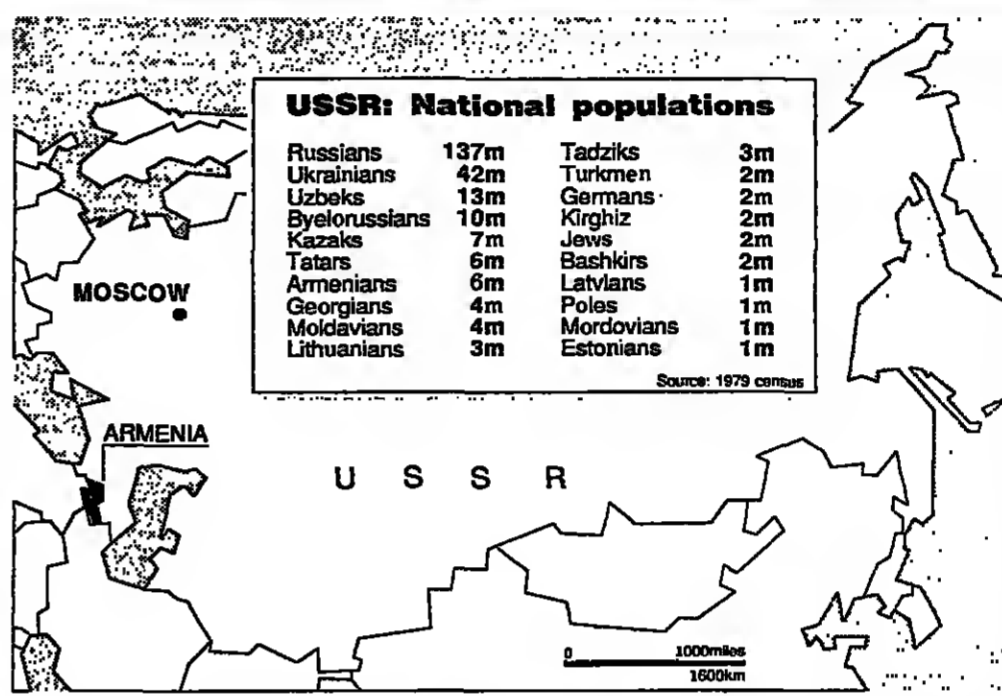 USSR: National populations
Russians 137m Tadziks 3m
Ukrainians 42m Turkmen 2m
Uzbeks 13m Germans 2m
Byelorussians 10m Kirghiz 2m
Kazaks 7m Jews 2m
Tatars 6m Bashkirs 2m
Armenians 6m Latvians 1m
Georgians 4m Poles 1m
Moldavians 4m Mordovians 1m
Lithuanians 3m Estonians 1m
Source: 1979 census
MOSCOW
ARMENIA
U S S R
0 1000miles
1600km